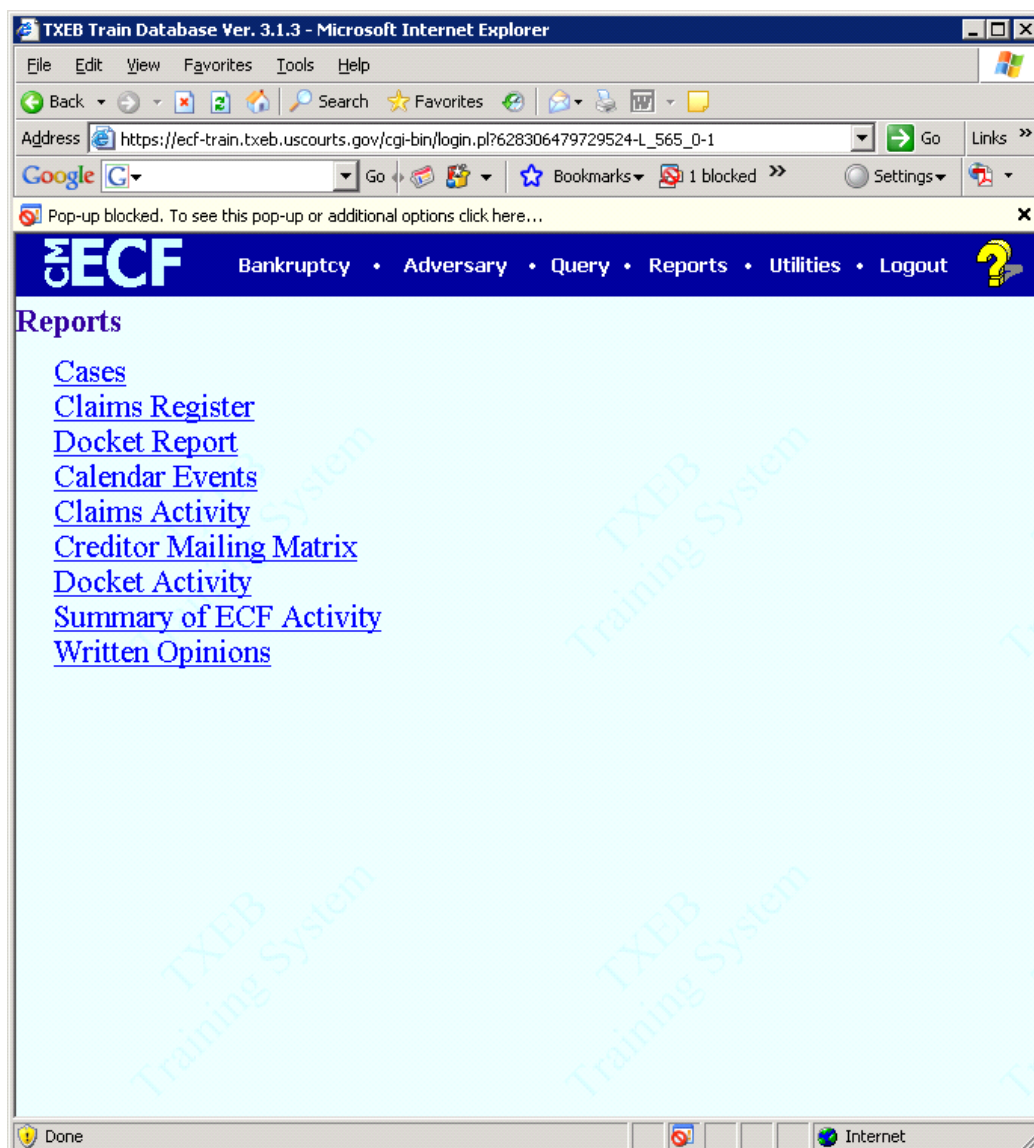 TXEB Train Database Ver. 3.1.3 - Microsoft Internet Explorer
File Edit View Favorites Tools Help
Back Search Favorites
Address https://ecf-train.txeb.uscourts.gov/cgi-bin/login.pl?628306479729524-L_565_0-1 Go Links »
Google G Go Bookmarks 1 blocked » Settings
Pop-up blocked. To see this pop-up or additional options click here... x
CM ECF Bankruptcy • Adversary • Query • Reports • Utilities • Logout ?
Reports
Cases
Claims Register
Docket Report
Calendar Events
Claims Activity
Creditor Mailing Matrix
Docket Activity
Summary of ECF Activity
Written Opinions
TXEB
Training System
TXEB
Training System
TXEB
Training System
TXEB
Training System
Done Internet